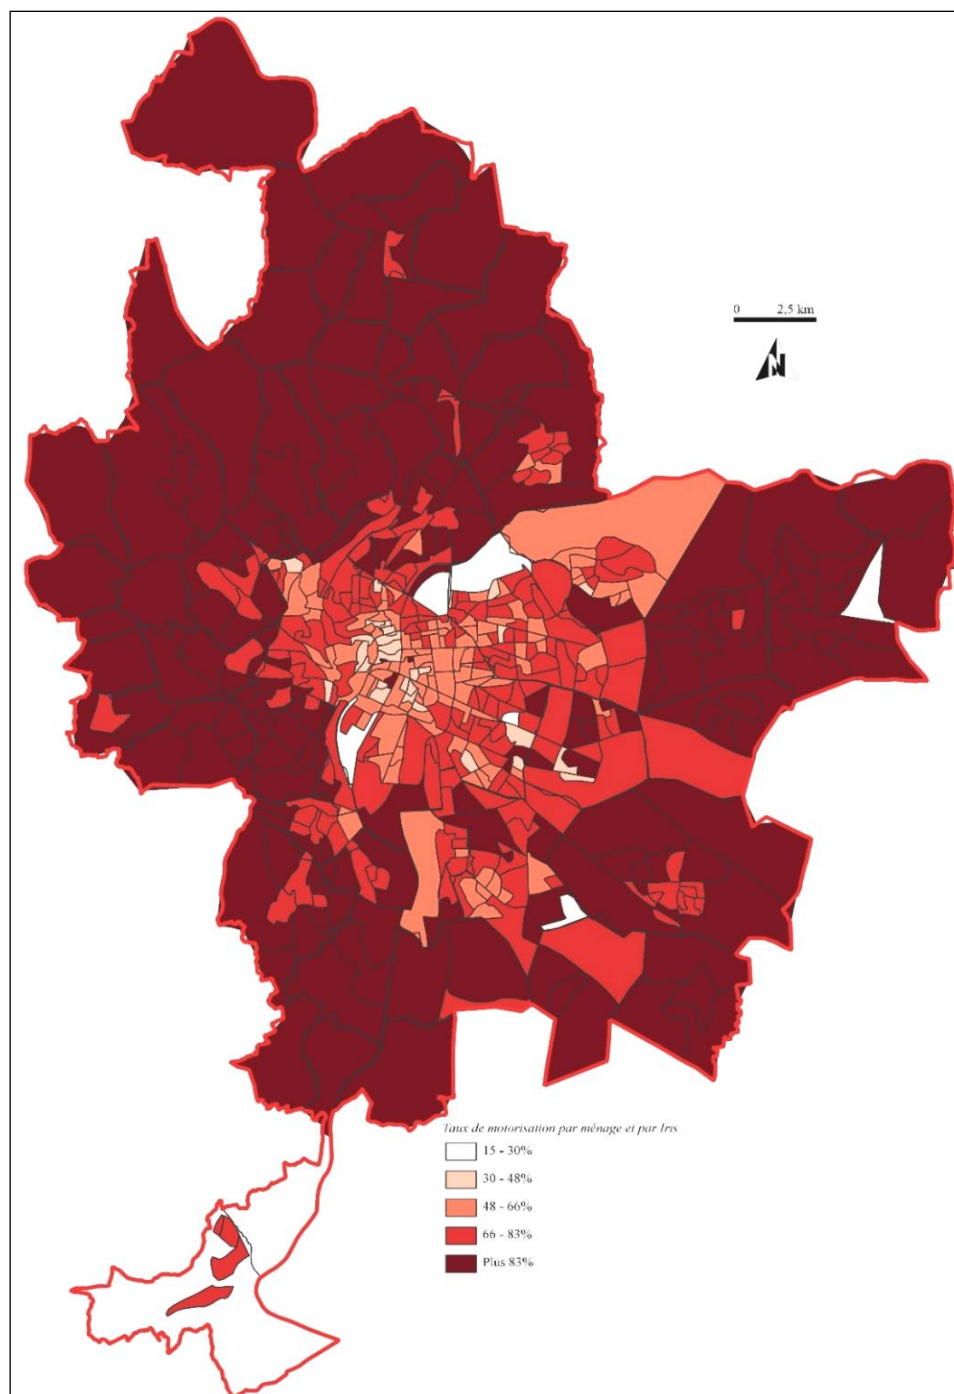 0 2,5 km
N
Taux de motorisation par ménage et par Iris
15 - 30%
30 - 48%
48 - 66%
66 - 83%
Plus 83%